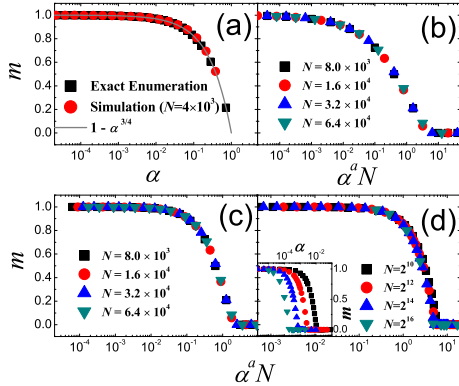 (a)
m
1.0
0.8
0.6
0.4
0.2
0.0
Exact Enumeration
Simulation (N=4×10³)
1 - α^{3/4}
10⁻⁴ 10⁻³ 10⁻² 10⁻¹ 10⁰
α
(b)
N = 8.0 × 10³
N = 1.6 × 10⁴
N = 3.2 × 10⁴
N = 6.4 × 10⁴
10⁻⁴ 10⁻³ 10⁻² 10⁻¹ 10⁰ 10¹
α^a N
(c)
m
1.0
0.8
0.6
0.4
0.2
0.0
N = 8.0 × 10³
N = 1.6 × 10⁴
N = 3.2 × 10⁴
N = 6.4 × 10⁴
10⁻⁴ 10⁻³ 10⁻² 10⁻¹ 10⁰ 10¹
α^a N
(d)
α
10⁻⁴ 10⁻²
1.0
0.5
0.0
m
N=2¹⁰
N=2¹²
N=2¹⁴
N=2¹⁶
10⁻³ 10⁻² 10⁻¹ 10⁰ 10¹